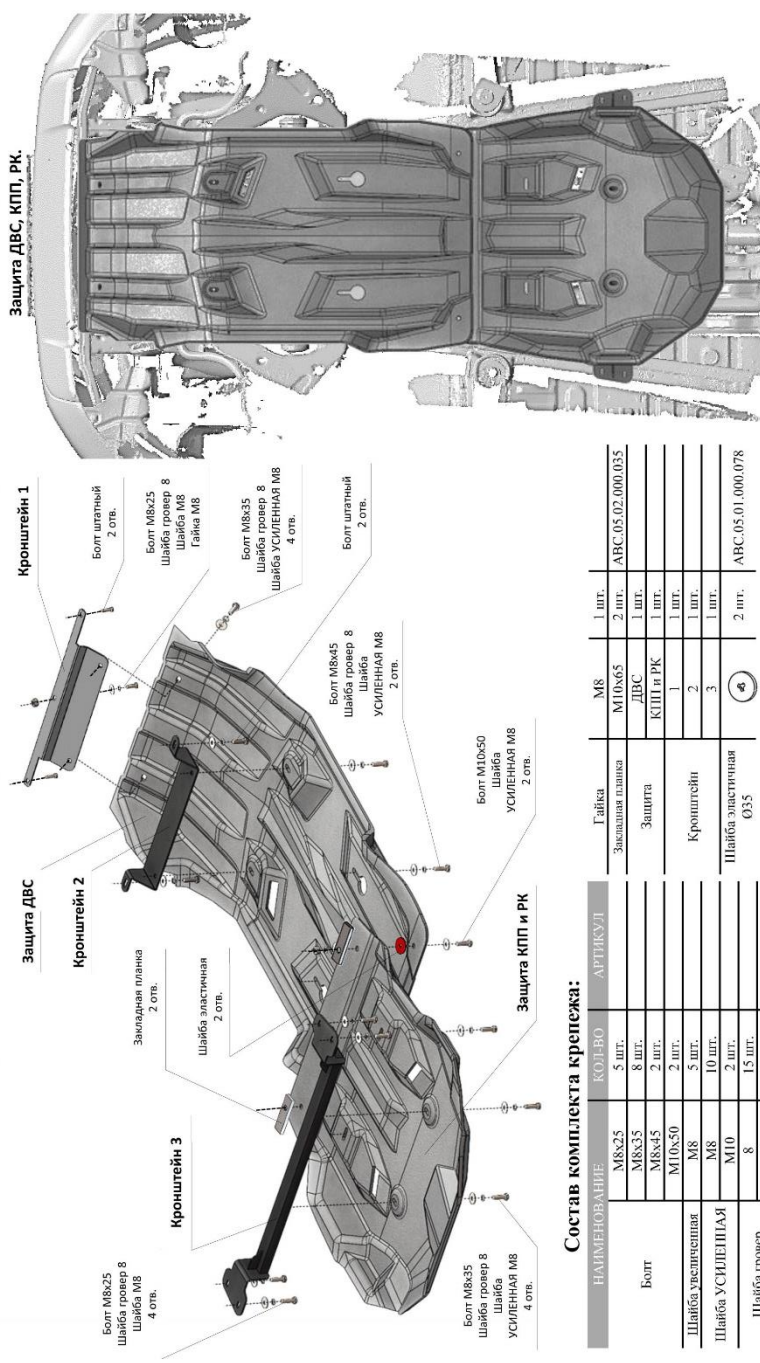 Защита ДВС, КПП, РК.
Кронштейн 1
Болт штатный
2 отв.
Болт М8х25
Шайба гровер 8
Шайба М8
Гайка М8
Болт М8х35
Шайба гровер 8
Шайба УСИЛЕННАЯ М8
4 отв.
Болт штатный
2 отв.
Защита ДВС
Кронштейн 2
Закладная планка
2 отв.
Шайба эластичная
2 отв.
Кронштейн 3
Болт М8х25
Шайба гровер 8
Шайба М8
4 отв.
Болт М8х45
Шайба гровер 8
Шайба
УСИЛЕННАЯ М8
2 отв.
Болт М10х50
Шайба
УСИЛЕННАЯ М8
2 отв.
Защита КПП и РК
Болт М8х35
Шайба гровер 8
Шайба
УСИЛЕННАЯ М8
4 отв.
Состав комплекта крепежа:
НАИМЕНОВАНИЕ КОЛ-ВО АРТИКУЛ
Болт М8х25 5 шт.
М8х35 8 шт.
М8х45 2 шт.
М10х50 2 шт.
Шайба увеличенная М8 5 шт.
Шайба УСИЛЕННАЯ М8 10 шт.
М10 2 шт.
Шайба гровер 8 15 шт.
Гайка М8 1 шт.
Закладная планка М10х65 2 шт. АВС.05.02.000.035
Защита ДВС 1 шт.
КПП и РК 1 шт.
Кронштейн 1 1 шт.
2 1 шт.
3 1 шт.
Шайба эластичная
Ø35 2 шт. АВС.05.01.000.078